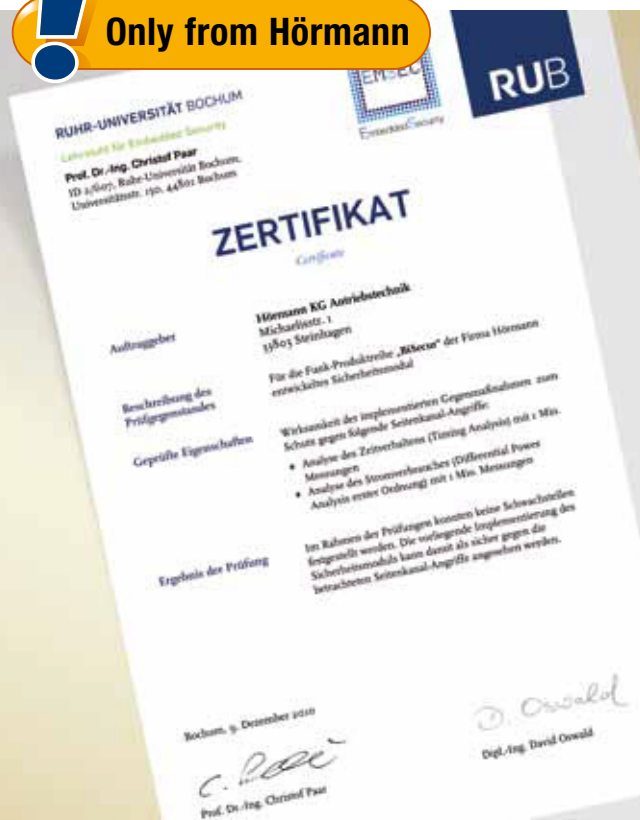 Only from Hörmann
RUHR-UNIVERSITÄT BOCHUM
Lehrstuhl für Embedded Security
Prof. Dr.-Ing. Christof Paar
ID 2/607, Ruhr-Universität Bochum,
Universitätsstr. 150, 44801 Bochum
EMSEC
Embedded Security
RUB
ZERTIFIKAT
Certificate
Auftraggeber
Hörmann KG Antriebstechnik
Michaelisstr. 1
33803 Steinhagen
Beschreibung des
Prüfgegenstandes
Für die Funk-Produktreihe „BiSecur“ der Firma Hörmann
entwickeltes Sicherheitsmodul
Geprüfte Eigenschaften
Wirksamkeit der implementierten Gegenmaßnahmen zum
Schutz gegen folgende Seitenkanal-Angriffe:
• Analyse des Zeitverhaltens (Timing Analysis) mit 1 Mio.
Messungen
• Analyse des Stromverbrauches (Differential Power
Analysis erster Ordnung) mit 1 Mio. Messungen
Ergebnis der Prüfung
Im Rahmen der Prüfungen konnten keine Schwachstellen
festgestellt werden. Die vorliegende Implementierung des
Sicherheitsmoduls kann damit als sicher gegen die
betrachteten Seitenkanal-Angriffe angesehen werden.
Bochum, 9. Dezember 2010
C. Paar
Prof. Dr.-Ing. Christof Paar
D. Oswald
Dipl.-Ing. David Oswald